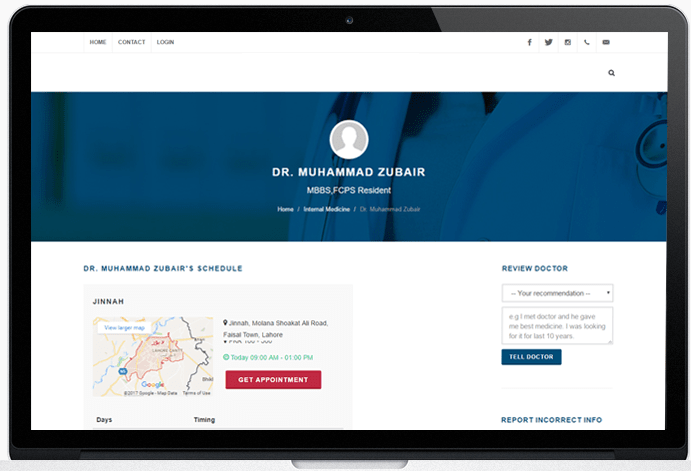 HOME CONTACT LOGIN
DR. MUHAMMAD ZUBAIR
MBBS,FCPS Resident
Home / Internal Medicine / Dr. Muhammad Zubair
DR. MUHAMMAD ZUBAIR'S SCHEDULE
JINNAH
View larger map
LAHORE CANTT
Google
©2017 Google - Map Data Terms of Use
Jinnah, Molana Shoakat Ali Road,
Faisal Town, Lahore
Today 09:00 AM - 01:00 PM
GET APPOINTMENT
Days Timing
REVIEW DOCTOR
-- Your recommendation --
e.g I met doctor and he gave
me best medicine. I was looking
for it for last 10 years.
TELL DOCTOR
REPORT INCORRECT INFO